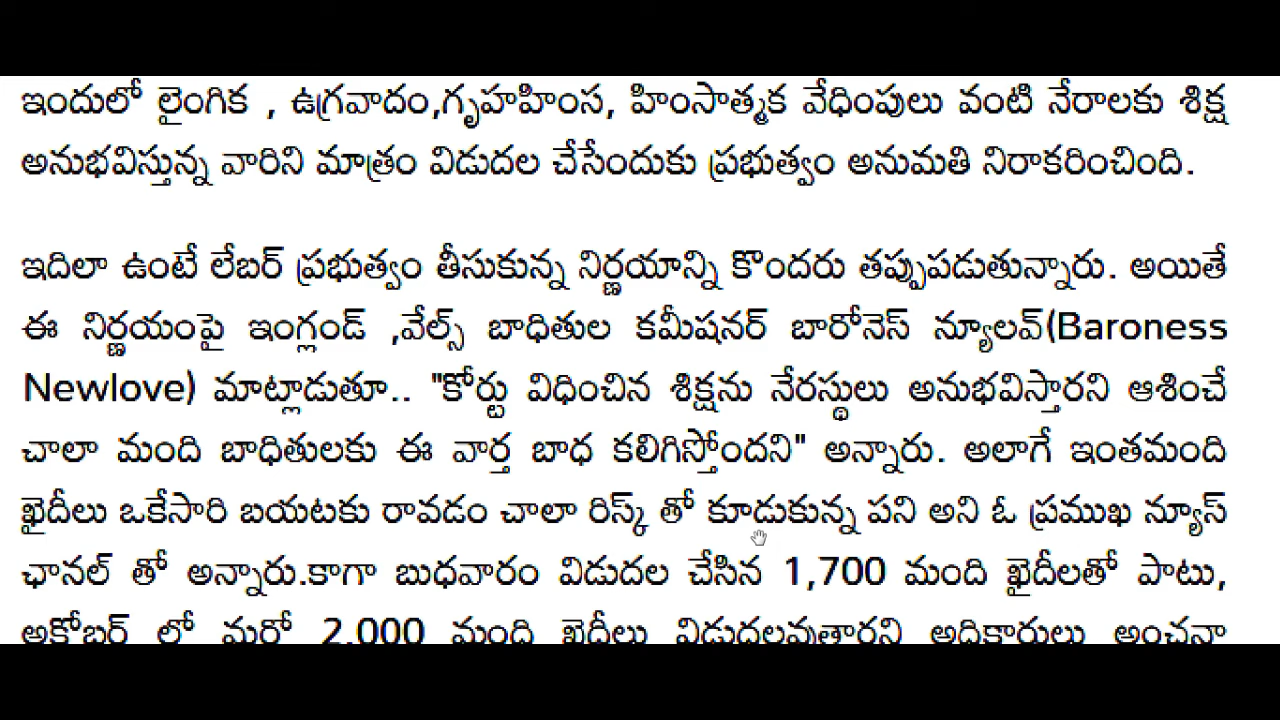 ఇందులో లైంగిక , ఉగ్రవాదం,గృహహింస, హింసాత్మక వేధింపులు వంటి నేరాలకు శిక్ష
అనుభవిస్తున్న వారిని మాత్రం విడుదల చేసేందుకు ప్రభుత్వం అనుమతి నిరాకరించింది.
ఇదిలా ఉంటే లేబర్ ప్రభుత్వం తీసుకున్న నిర్ణయాన్ని కొందరు తప్పుపడుతున్నారు. అయితే
ఈ నిర్ణయంపై ఇంగ్లండ్ ,వేల్స్ బాధితుల కమీషనర్ బారోనెస్ న్యూలవ్(Baroness
Newlove) మాట్లాడుతూ.. "కోర్టు విధించిన శిక్షను నేరస్థులు అనుభవిస్తారని ఆశించే
చాలా మంది బాధితులకు ఈ వార్త బాధ కలిగిస్తోందని" అన్నారు. అలాగే ఇంతమంది
ఖైదీలు ఒకేసారి బయటకు రావడం చాలా రిస్క్ తో కూడుకున్న పని అని ఓ ప్రముఖ న్యూస్
ఛానల్ తో అన్నారు.కాగా బుధవారం విడుదల చేసిన 1,700 మంది ఖైదీలతో పాటు,
అక్టోబర్ లో మరో 2,000 మంది ఖైదీలు విడుదలవుతారని అధికారులు అంచనా